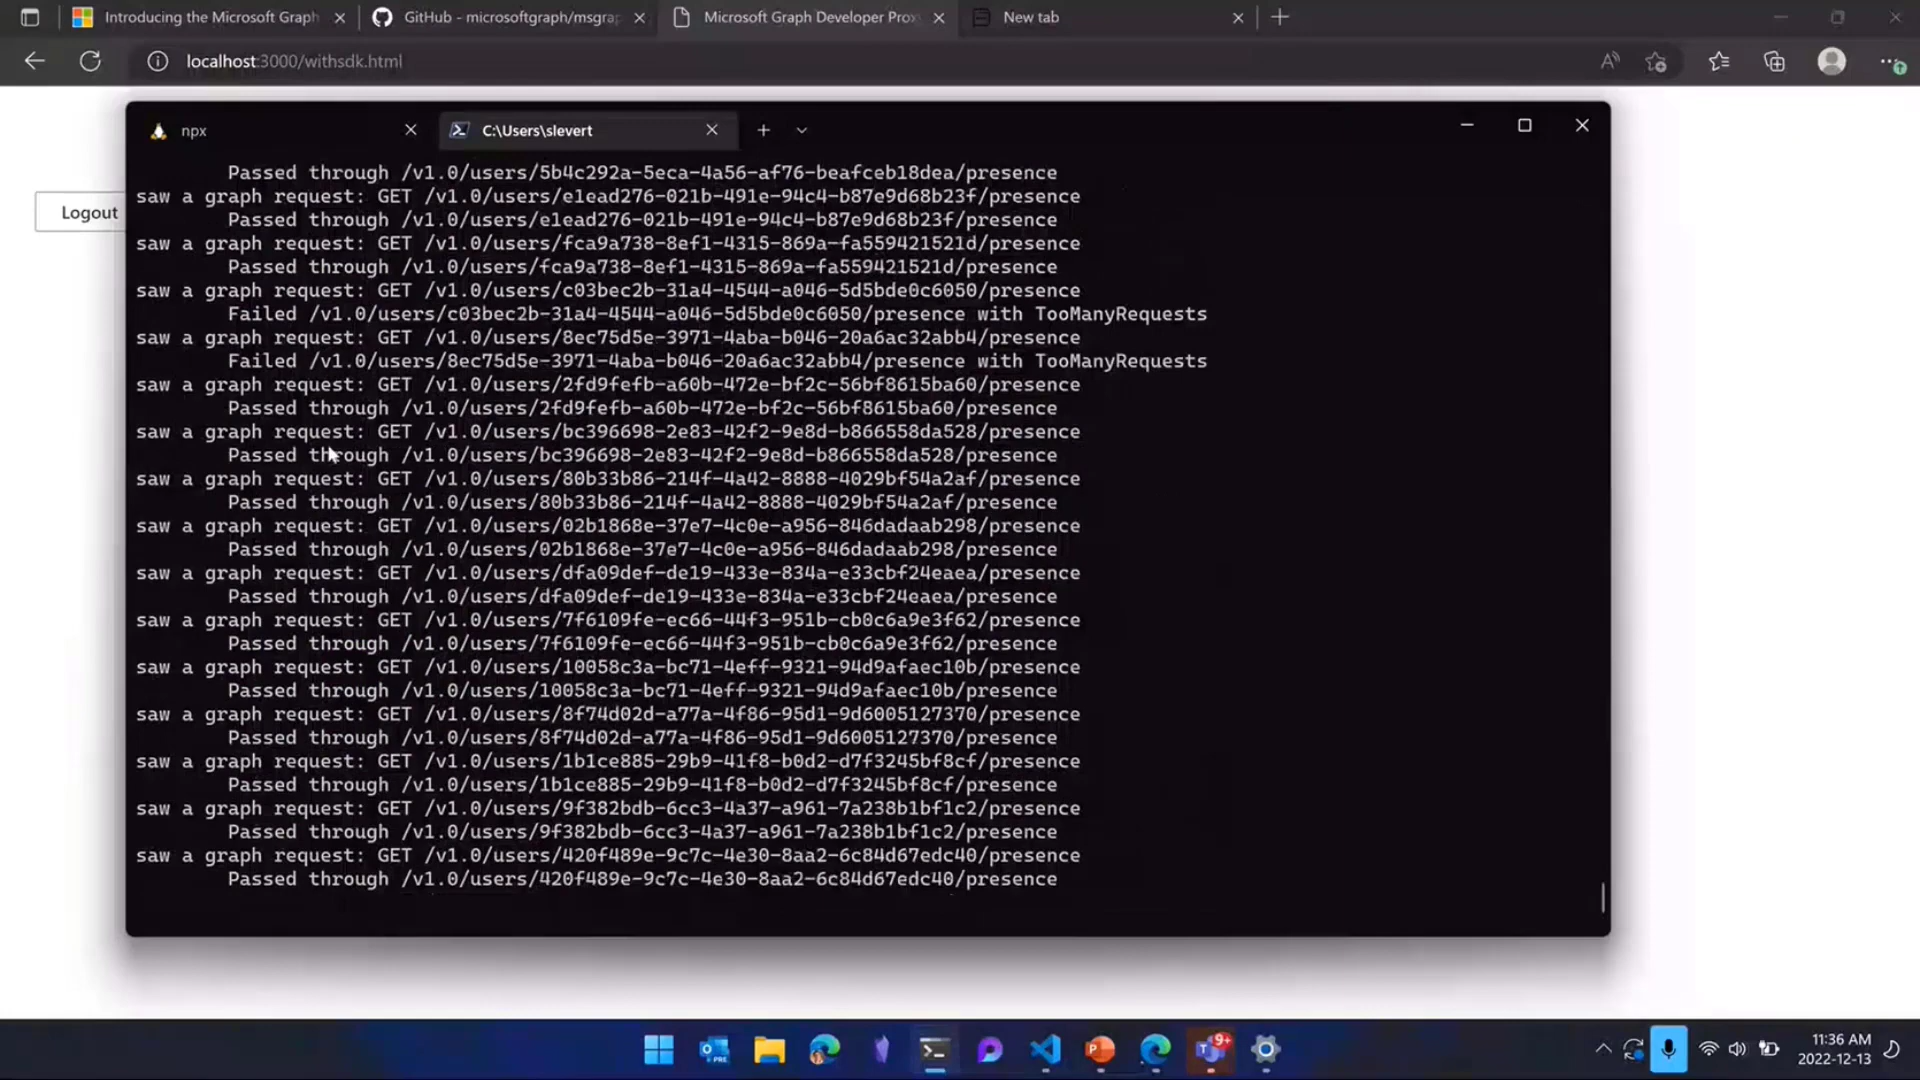 Introducing the Microsoft Graph
GitHub - microsoftgraph/msgrap
Microsoft Graph Developer Prox
New tab
localhost:3000/withsdk.html
npx
C:\Users\slevert
Logout
Passed through /v1.0/users/5b4c292a-5eca-4a56-af76-beafceb18dea/presence
saw a graph request: GET /v1.0/users/e1ead276-021b-491e-94c4-b87e9d68b23f/presence
Passed through /v1.0/users/e1ead276-021b-491e-94c4-b87e9d68b23f/presence
saw a graph request: GET /v1.0/users/fca9a738-8ef1-4315-869a-fa559421521d/presence
Passed through /v1.0/users/fca9a738-8ef1-4315-869a-fa559421521d/presence
saw a graph request: GET /v1.0/users/c03bec2b-31a4-4544-a046-5d5bde0c6050/presence
Failed /v1.0/users/c03bec2b-31a4-4544-a046-5d5bde0c6050/presence with TooManyRequests
saw a graph request: GET /v1.0/users/8ec75d5e-3971-4aba-b046-20a6ac32abb4/presence
Failed /v1.0/users/8ec75d5e-3971-4aba-b046-20a6ac32abb4/presence with TooManyRequests
saw a graph request: GET /v1.0/users/2fd9fefb-a60b-472e-bf2c-56bf8615ba60/presence
Passed through /v1.0/users/2fd9fefb-a60b-472e-bf2c-56bf8615ba60/presence
saw a graph request: GET /v1.0/users/bc396698-2e83-42f2-9e8d-b866558da528/presence
Passed through /v1.0/users/bc396698-2e83-42f2-9e8d-b866558da528/presence
saw a graph request: GET /v1.0/users/80b33b86-214f-4a42-8888-4029bf54a2af/presence
Passed through /v1.0/users/80b33b86-214f-4a42-8888-4029bf54a2af/presence
saw a graph request: GET /v1.0/users/02b1868e-37e7-4c0e-a956-846dadaab298/presence
Passed through /v1.0/users/02b1868e-37e7-4c0e-a956-846dadaab298/presence
saw a graph request: GET /v1.0/users/dfa09def-de19-433e-834a-e33cbf24eaea/presence
Passed through /v1.0/users/dfa09def-de19-433e-834a-e33cbf24eaea/presence
saw a graph request: GET /v1.0/users/7f6109fe-ec66-44f3-951b-cb0c6a9e3f62/presence
Passed through /v1.0/users/7f6109fe-ec66-44f3-951b-cb0c6a9e3f62/presence
saw a graph request: GET /v1.0/users/10058c3a-bc71-4eff-9321-94d9afaec10b/presence
Passed through /v1.0/users/10058c3a-bc71-4eff-9321-94d9afaec10b/presence
saw a graph request: GET /v1.0/users/8f74d02d-a77a-4f86-95d1-9d6005127370/presence
Passed through /v1.0/users/8f74d02d-a77a-4f86-95d1-9d6005127370/presence
saw a graph request: GET /v1.0/users/1b1ce885-29b9-41f8-b0d2-d7f3245bf8cf/presence
Passed through /v1.0/users/1b1ce885-29b9-41f8-b0d2-d7f3245bf8cf/presence
saw a graph request: GET /v1.0/users/9f382bdb-6cc3-4a37-a961-7a238b1bf1c2/presence
Passed through /v1.0/users/9f382bdb-6cc3-4a37-a961-7a238b1bf1c2/presence
saw a graph request: GET /v1.0/users/420f489e-9c7c-4e30-8aa2-6c84d67edc40/presence
Passed through /v1.0/users/420f489e-9c7c-4e30-8aa2-6c84d67edc40/presence
PRE
9+
11:36 AM
2022-12-13